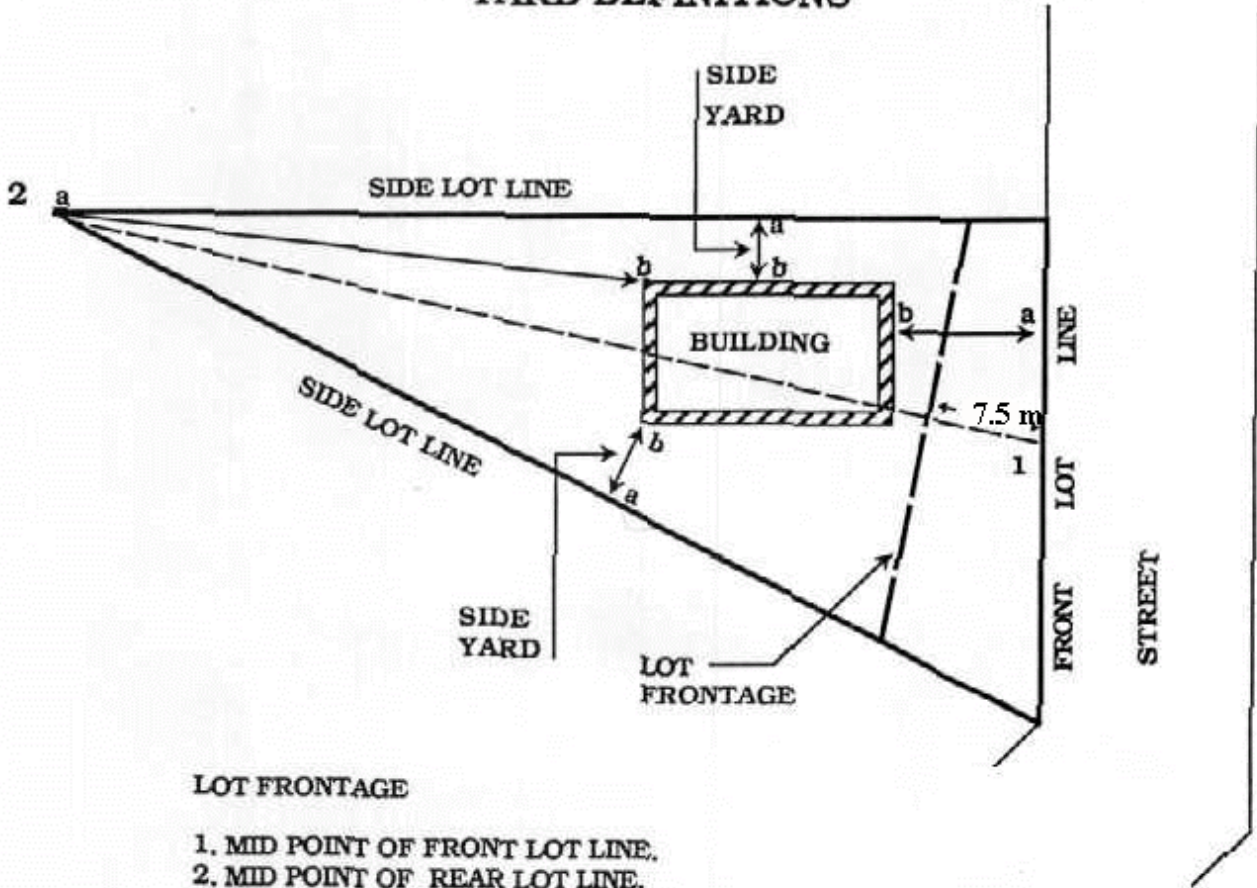 YARD DEFINITIONS
SIDE
YARD
2
a
SIDE LOT LINE
a
b
b
b
a
LINE
BUILDING
7.5 m
SIDE LOT LINE
b
1
LOT
a
SIDE
YARD
LOT
FRONTAGE
FRONT
STREET
LOT FRONTAGE
1. MID POINT OF FRONT LOT LINE.
2. MID POINT OF REAR LOT LINE.